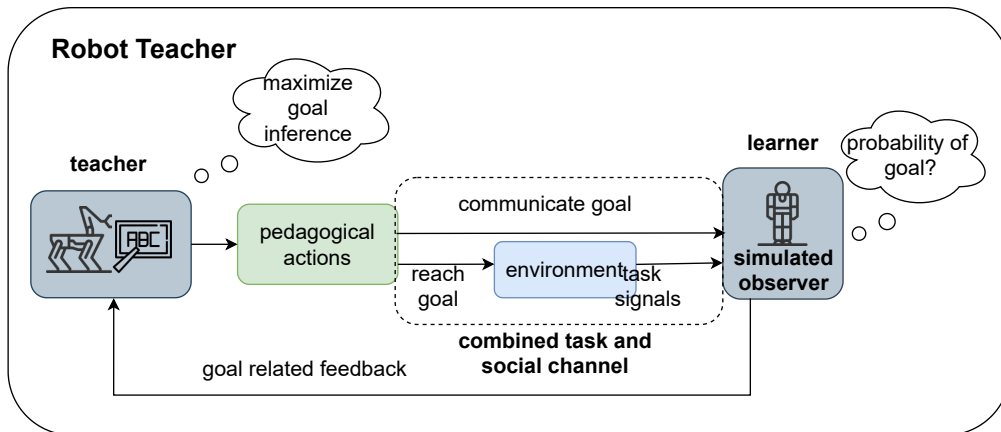 Robot Teacher
maximize
goal
inference
teacher
ABC
pedagogical
actions
communicate goal
reach
goal
environment
task
signals
combined task and
social channel
learner
simulated
observer
probability of
goal?
goal related feedback